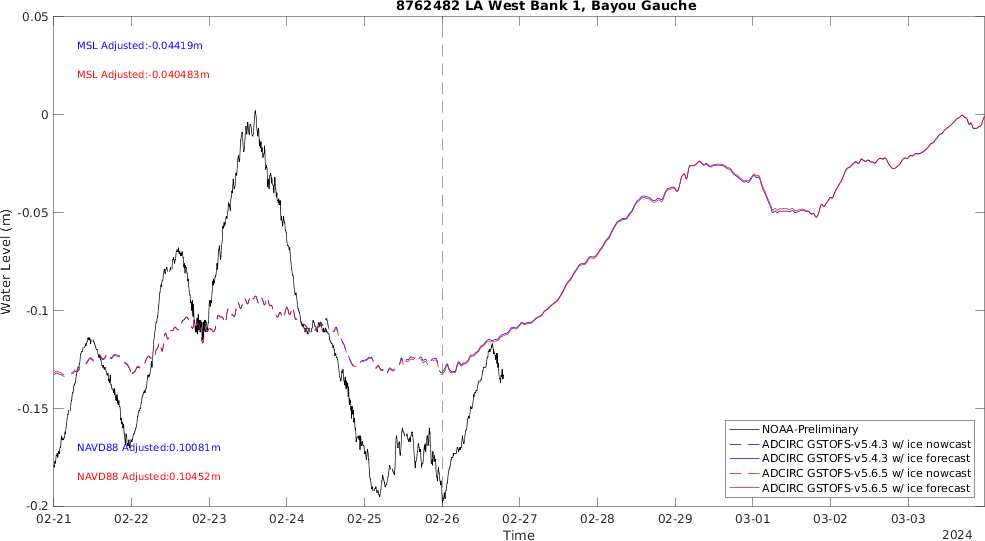 8762482 LA West Bank 1, Bayou Gauche
0.05
0
-0.05
-0.1
-0.15
-0.2
Water Level (m)
MSL Adjusted:-0.04419m
MSL Adjusted:-0.040483m
NAVD88 Adjusted:0.10081m
NAVD88 Adjusted:0.10452m
NOAA-Preliminary
ADCIRC GSTOFS-v5.4.3 w/ ice nowcast
ADCIRC GSTOFS-v5.4.3 w/ ice forecast
ADCIRC GSTOFS-v5.6.5 w/ ice nowcast
ADCIRC GSTOFS-v5.6.5 w/ ice forecast
02-21 02-22 02-23 02-24 02-25 02-26 02-27 02-28 02-29 03-01 03-02 03-03
Time
2024